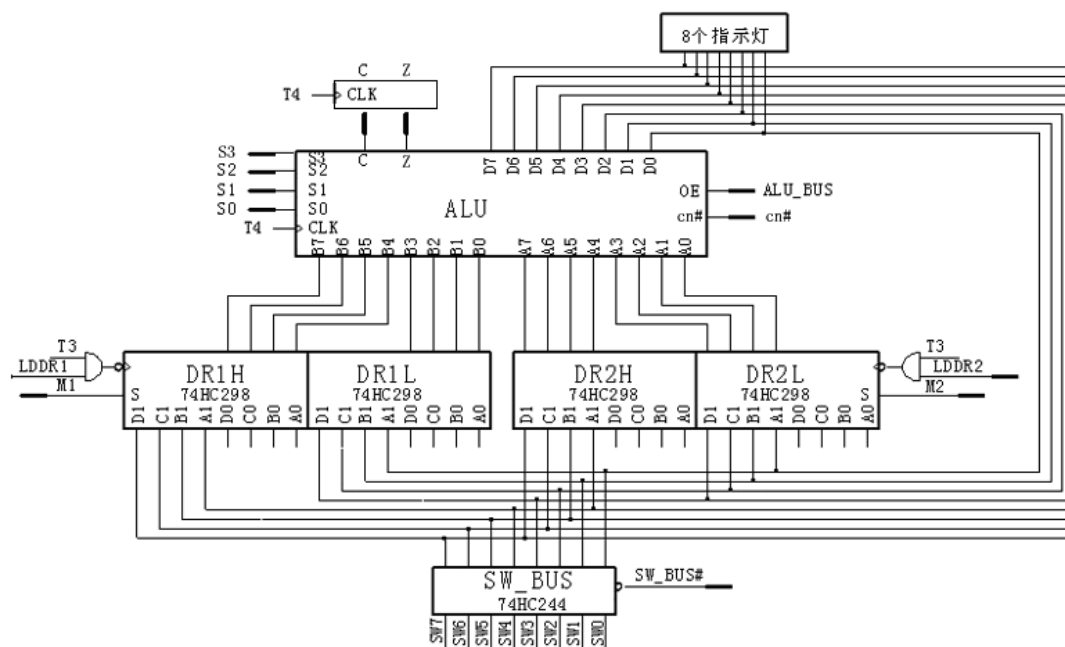 8个指示灯
C Z
T4 CLK
S3 S3 C Z D7 D6 D5 D4 D3 D2 D1 D0
S2 S2
S1 S1 OE ALU_BUS
S0 S0 ALU cn# cn#
T4 CLK
B7 B6 B5 B4 B3 B2 B1 B0 A7 A6 A5 A4 A3 A2 A1 A0
T3 T3
LDDR1 DR1H DR1L DR2H DR2L LDDR2
M1 74HC298 74HC298 74HC298 74HC298 M2
S S
D1 C1 B1 A1 D0 C0 B0 A0 D1 C1 B1 A1 D0 C0 B0 A0 D1 C1 B1 A1 D0 C0 B0 A0 D1 C1 B1 A1 D0 C0 B0 A0
SW_BUS SW_BUS#
74HC244
SW7 SW6 SW5 SW4 SW3 SW2 SW1 SW0